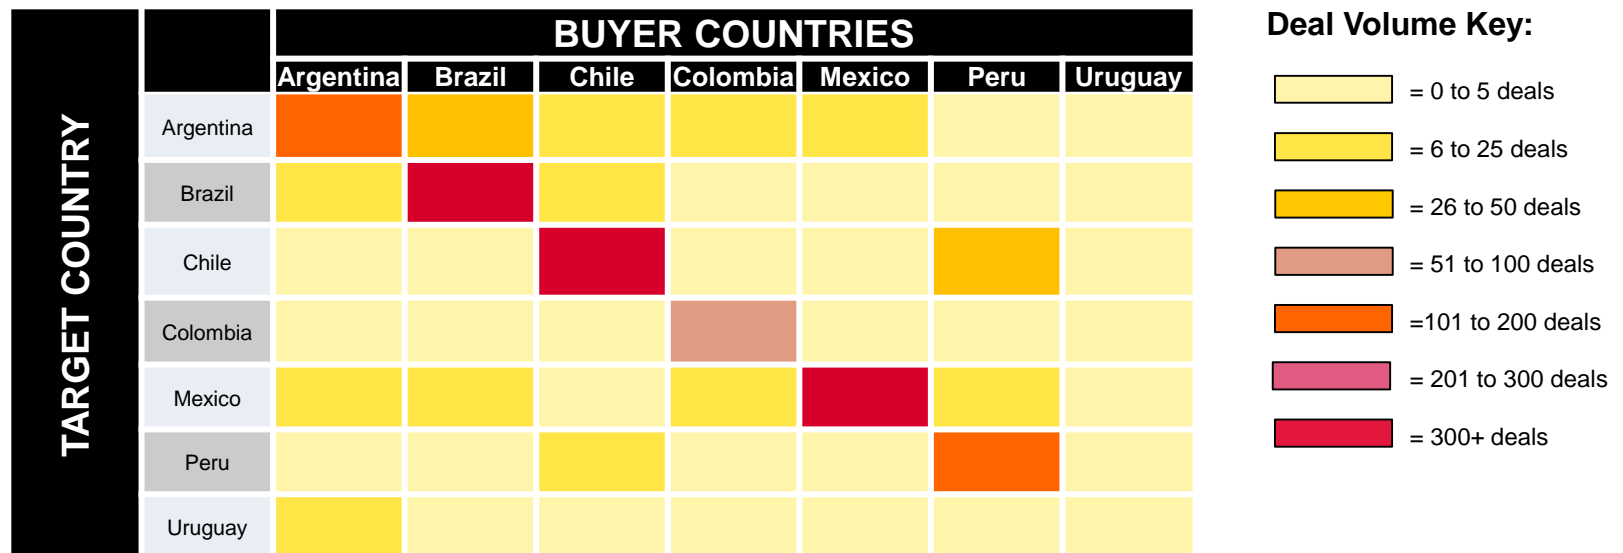 BUYER COUNTRIES
Argentina Brazil Chile Colombia Mexico Peru Uruguay
TARGET COUNTRY
Argentina
Brazil
Chile
Colombia
Mexico
Peru
Uruguay
Deal Volume Key:
= 0 to 5 deals
= 6 to 25 deals
= 26 to 50 deals
= 51 to 100 deals
=101 to 200 deals
= 201 to 300 deals
= 300+ deals